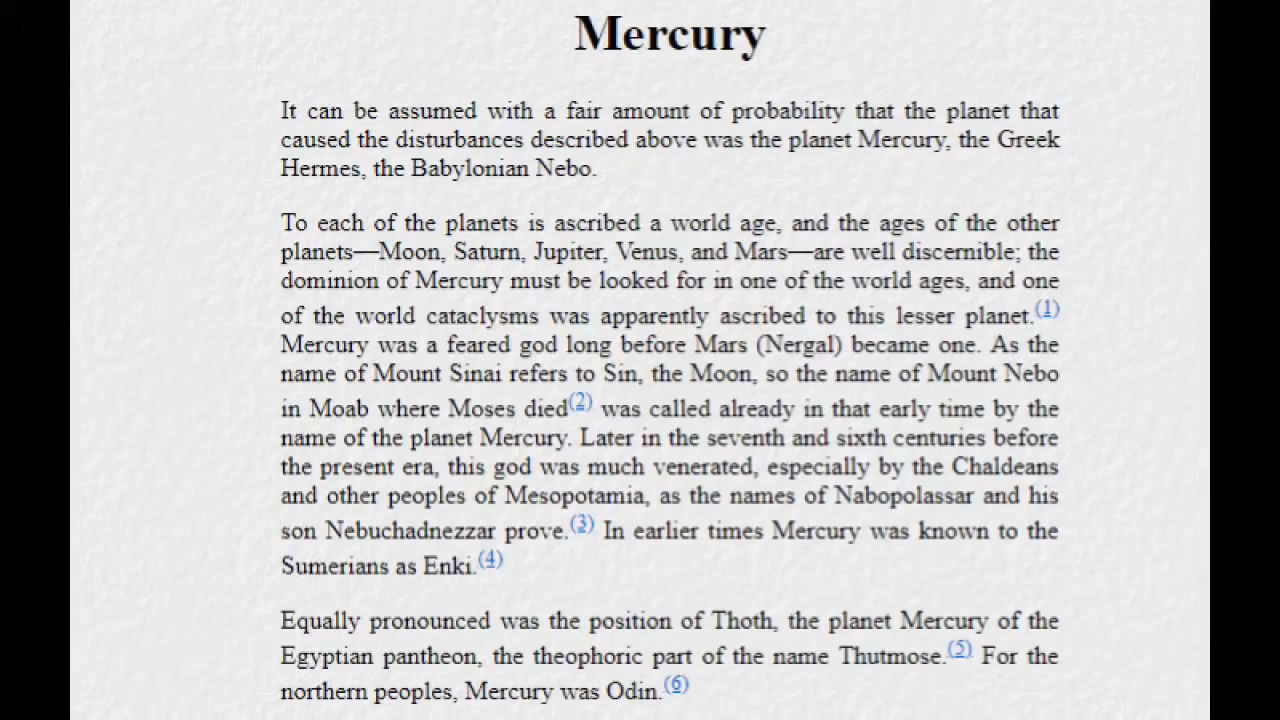 Mercury
It can be assumed with a fair amount of probability that the planet that
caused the disturbances described above was the planet Mercury, the Greek
Hermes, the Babylonian Nebo.
To each of the planets is ascribed a world age, and the ages of the other
planets—Moon, Saturn, Jupiter, Venus, and Mars—are well discernible; the
dominion of Mercury must be looked for in one of the world ages, and one
of the world cataclysms was apparently ascribed to this lesser planet.(1)
Mercury was a feared god long before Mars (Nergal) became one. As the
name of Mount Sinai refers to Sin, the Moon, so the name of Mount Nebo
in Moab where Moses died(2) was called already in that early time by the
name of the planet Mercury. Later in the seventh and sixth centuries before
the present era, this god was much venerated, especially by the Chaldeans
and other peoples of Mesopotamia, as the names of Nabopolassar and his
son Nebuchadnezzar prove.(3) In earlier times Mercury was known to the
Sumerians as Enki.(4)
Equally pronounced was the position of Thoth, the planet Mercury of the
Egyptian pantheon, the theophoric part of the name Thutmose.(5) For the
northern peoples, Mercury was Odin.(6)